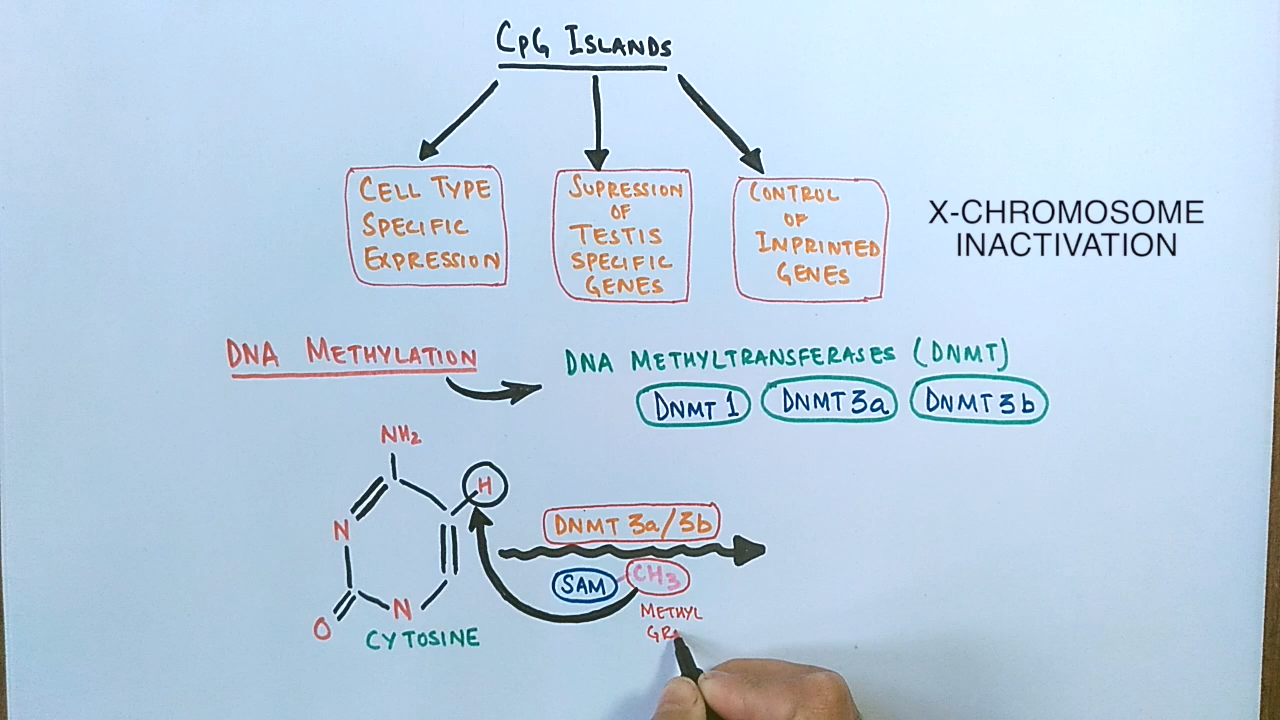 CpG ISLANDS
CELL TYPE
SPECIFIC
EXPRESSION
SUPRESSION
OF
TESTIS
SPECIFIC
GENES
CONTROL
OF
INPRINTED
GENES
X-CHROMOSOME
INACTIVATION
DNA METHYLATION
DNA METHYLTRANSFERASES (DNMT)
DNMT 1
DNMT 3a
DNMT 3b
NH2
H
N
O
N
CYTOSINE
DNMT 3a/3b
SAM
CH3
METHYL
GR